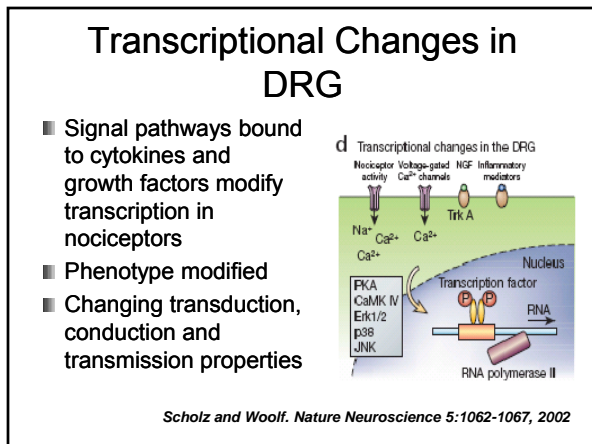 Transcriptional Changes in
DRG
Signal pathways bound
to cytokines and
growth factors modify
transcription in
nociceptors
Phenotype modified
Changing transduction,
conduction and
transmission properties
d Transcriptional changes in the DRG
Nociceptor activity
Voltage-gated Ca2+ channels
NGF
Inflammatory mediators
Trk A
Na+
Ca2+
Ca2+
Ca2+
Nucleus
PKA
CaMK IV
Erk1/2
p38
JNK
Transcription factor
P P
RNA
RNA polymerase II
Scholz and Woolf. Nature Neuroscience 5:1062-1067, 2002